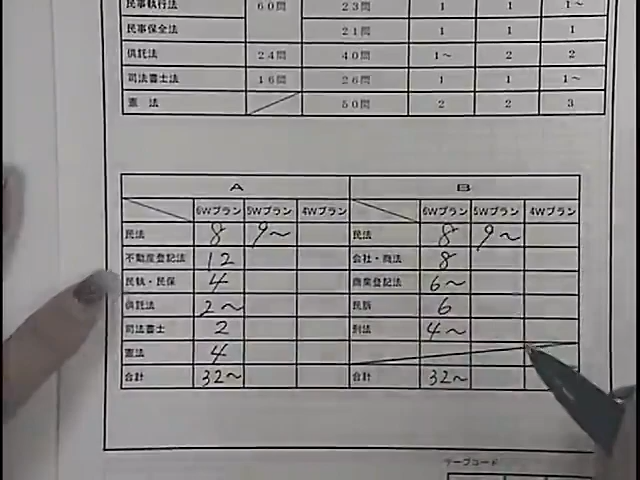 民事執行法 60問 23問 1 1 1～
民事保全法 21問 1 1 1
供託法 24問 40問 1～ 2 2
司法書士法 16問 26問 1 1 1～
憲 法 50問 2 2 3
A B
6Wプラン 5Wプラン 4Wプラン 6Wプラン 5Wプラン 4Wプラン
民法 8 9～ 民法 8 9～
不動産登記法 12 会社・商法 8
民執・民保 4 商業登記法 6～
供託法 2～ 民訴 6
司法書士 2 刑法 4～
憲法 4
合計 32～ 合計 32～
テープコード